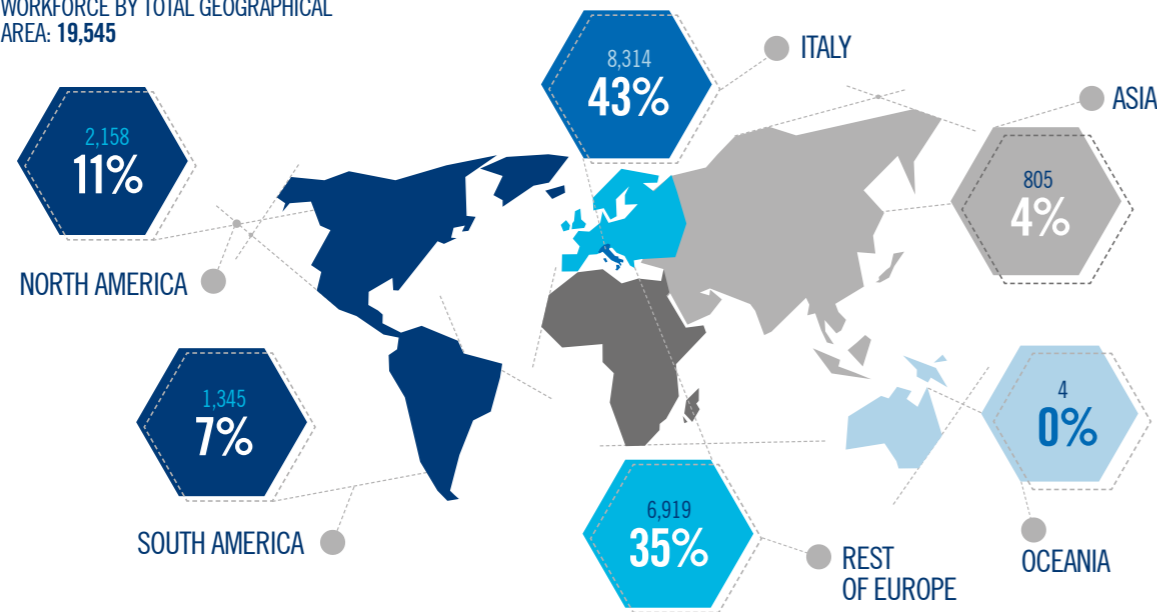 WORKFORCE BY TOTAL GEOGRAPHICAL
AREA: 19,545
8,314
43%
ITALY
ASIA
2,158
11%
805
4%
NORTH AMERICA
1,345
7%
4
0%
6,919
35%
SOUTH AMERICA
REST
OF EUROPE
OCEANIA